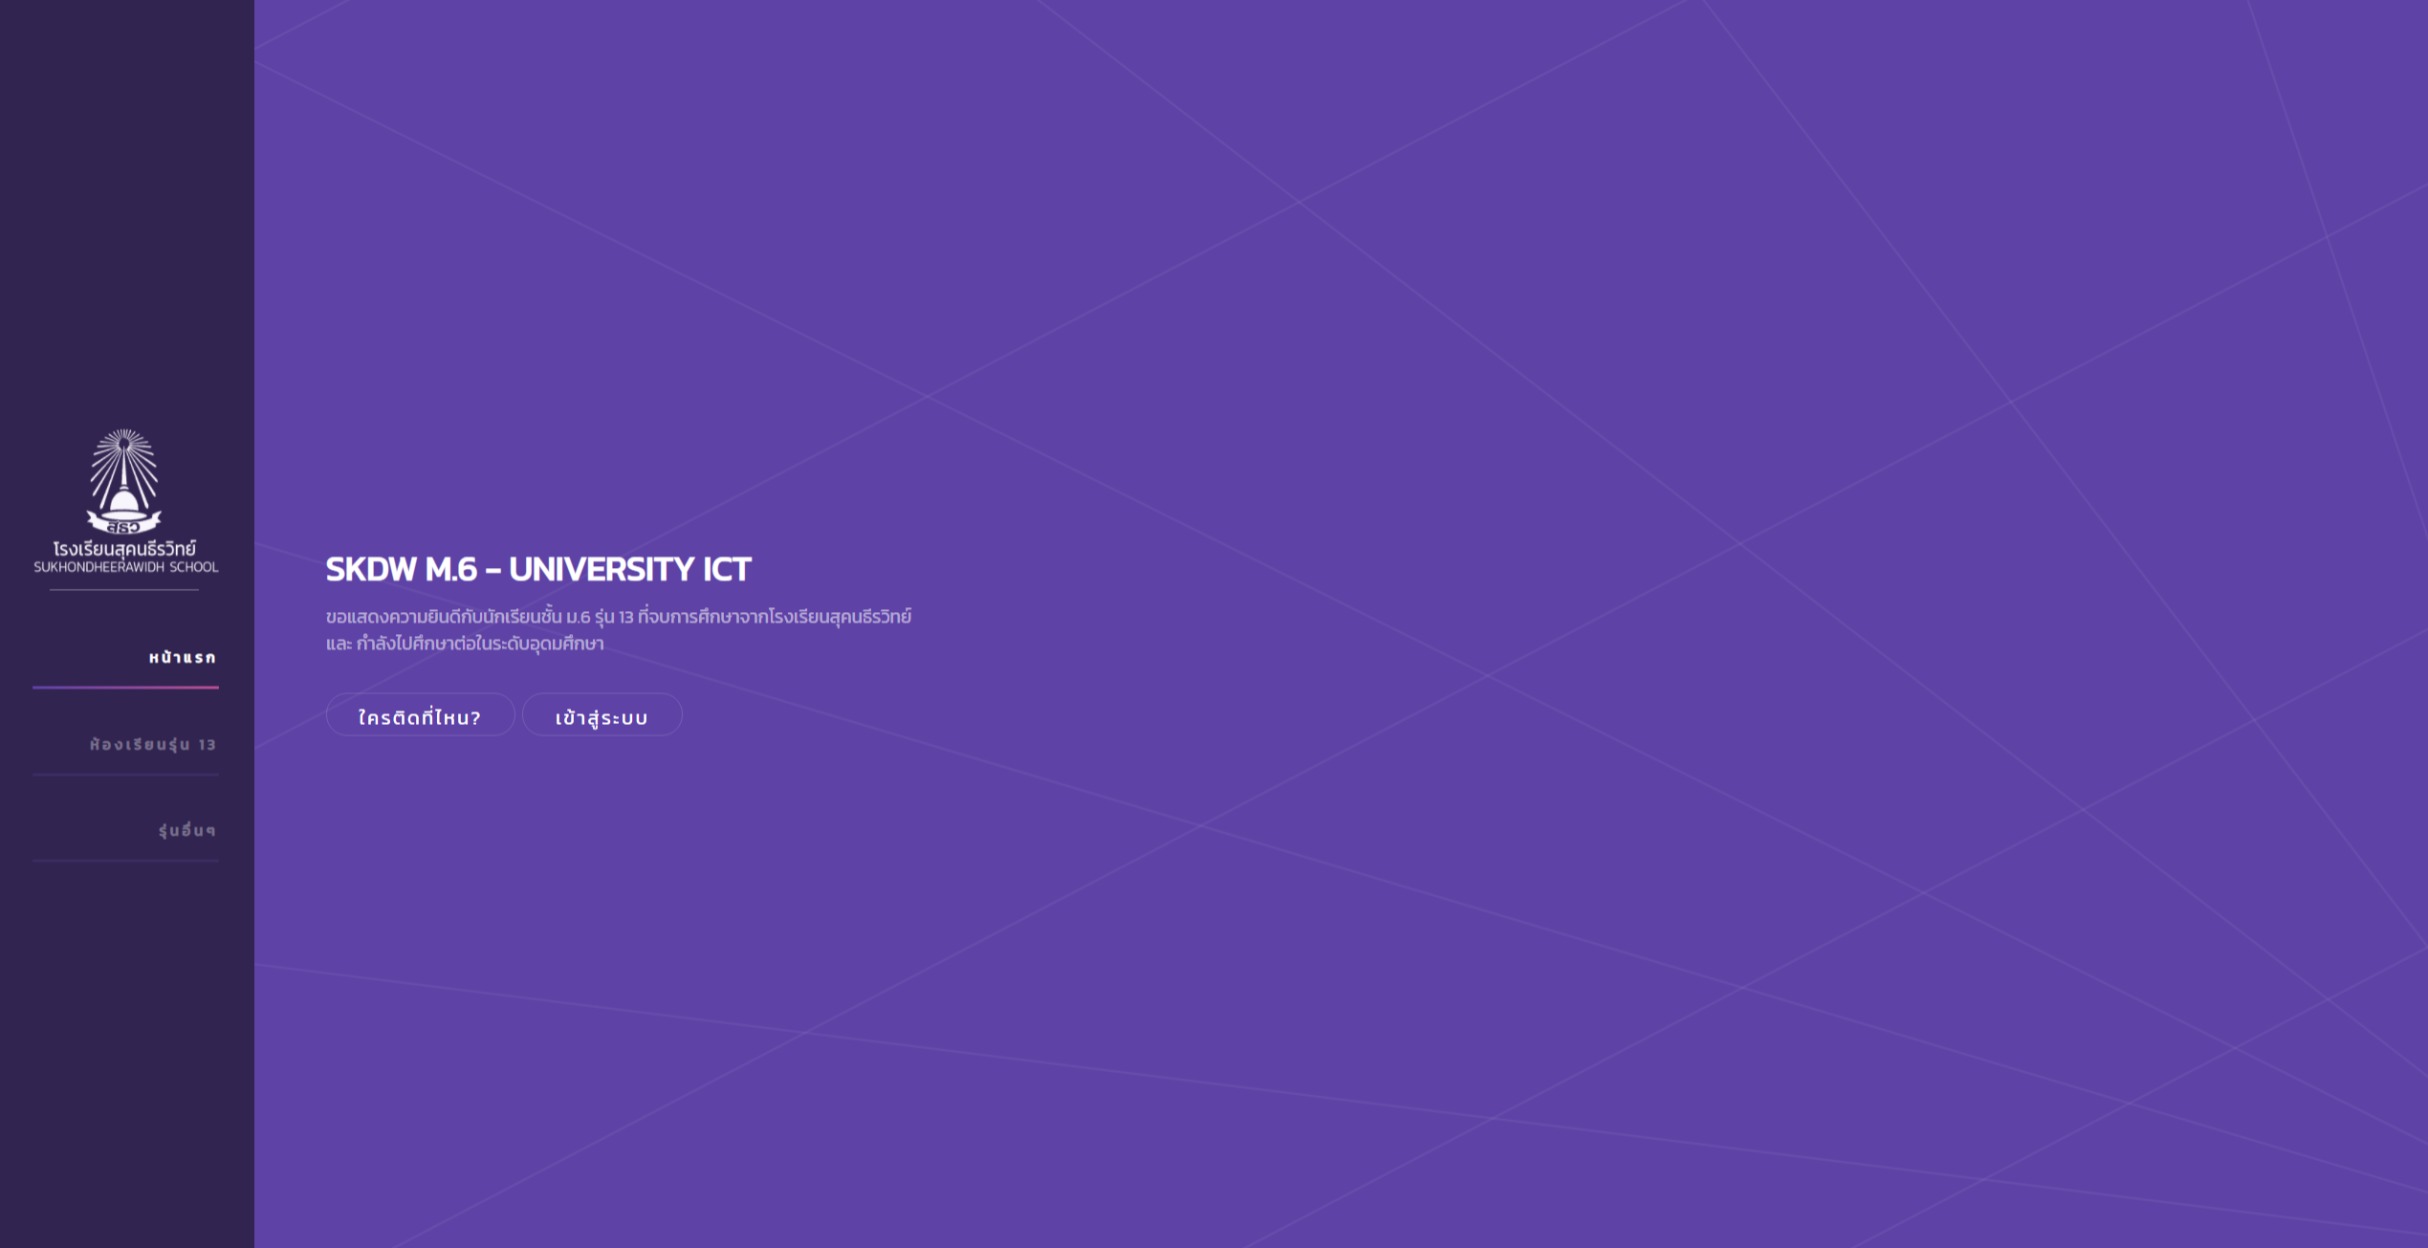 สธว
โรงเรียนสุคนธีรวิทย์
SUKHONDHEERAWIDH SCHOOL
หน้าแรก
ห้องเรียนรุ่น 13
รุ่นอื่นๆ
SKDW M.6 - UNIVERSITY ICT
ขอแสดงความยินดีกับนักเรียนชั้น ม.6 รุ่น 13 ที่จบการศึกษาจากโรงเรียนสุคนธีรวิทย์
และ กำลังไปศึกษาต่อในระดับอุดมศึกษา
ใครติดที่ไหน?
เข้าสู่ระบบ